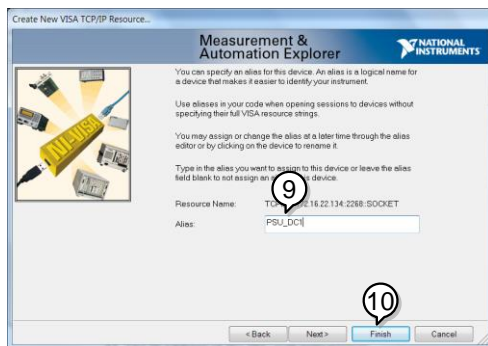 Create New VISA TCP/IP Resource...
Measurement &
Automation Explorer
NATIONAL
INSTRUMENTS
You can specify an alias for this device. An alias is a logical name for
a device that makes it easier to identify your instrument.
Use aliases in your code when opening sessions to devices without
specifying their full VISA resource strings.
You may assign or change the alias at a later time through the alias
editor or by clicking on the device to rename it.
Type in the alias you want to assign to this device or leave the alias
field blank to not assign an device.
9
Resource Name: 2.16.22.134::2268::SOCKET
Alias: PSU_DC1
NI-VISA
10
< Back Next > Finish Cancel